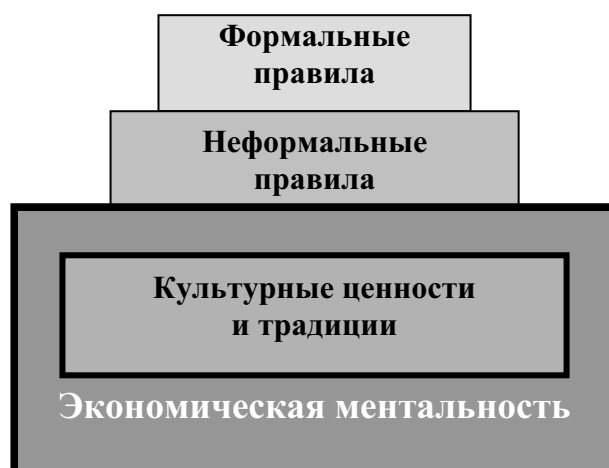 Формальные
правила
Неформальные
правила
Культурные ценности
и традиции
Экономическая ментальность